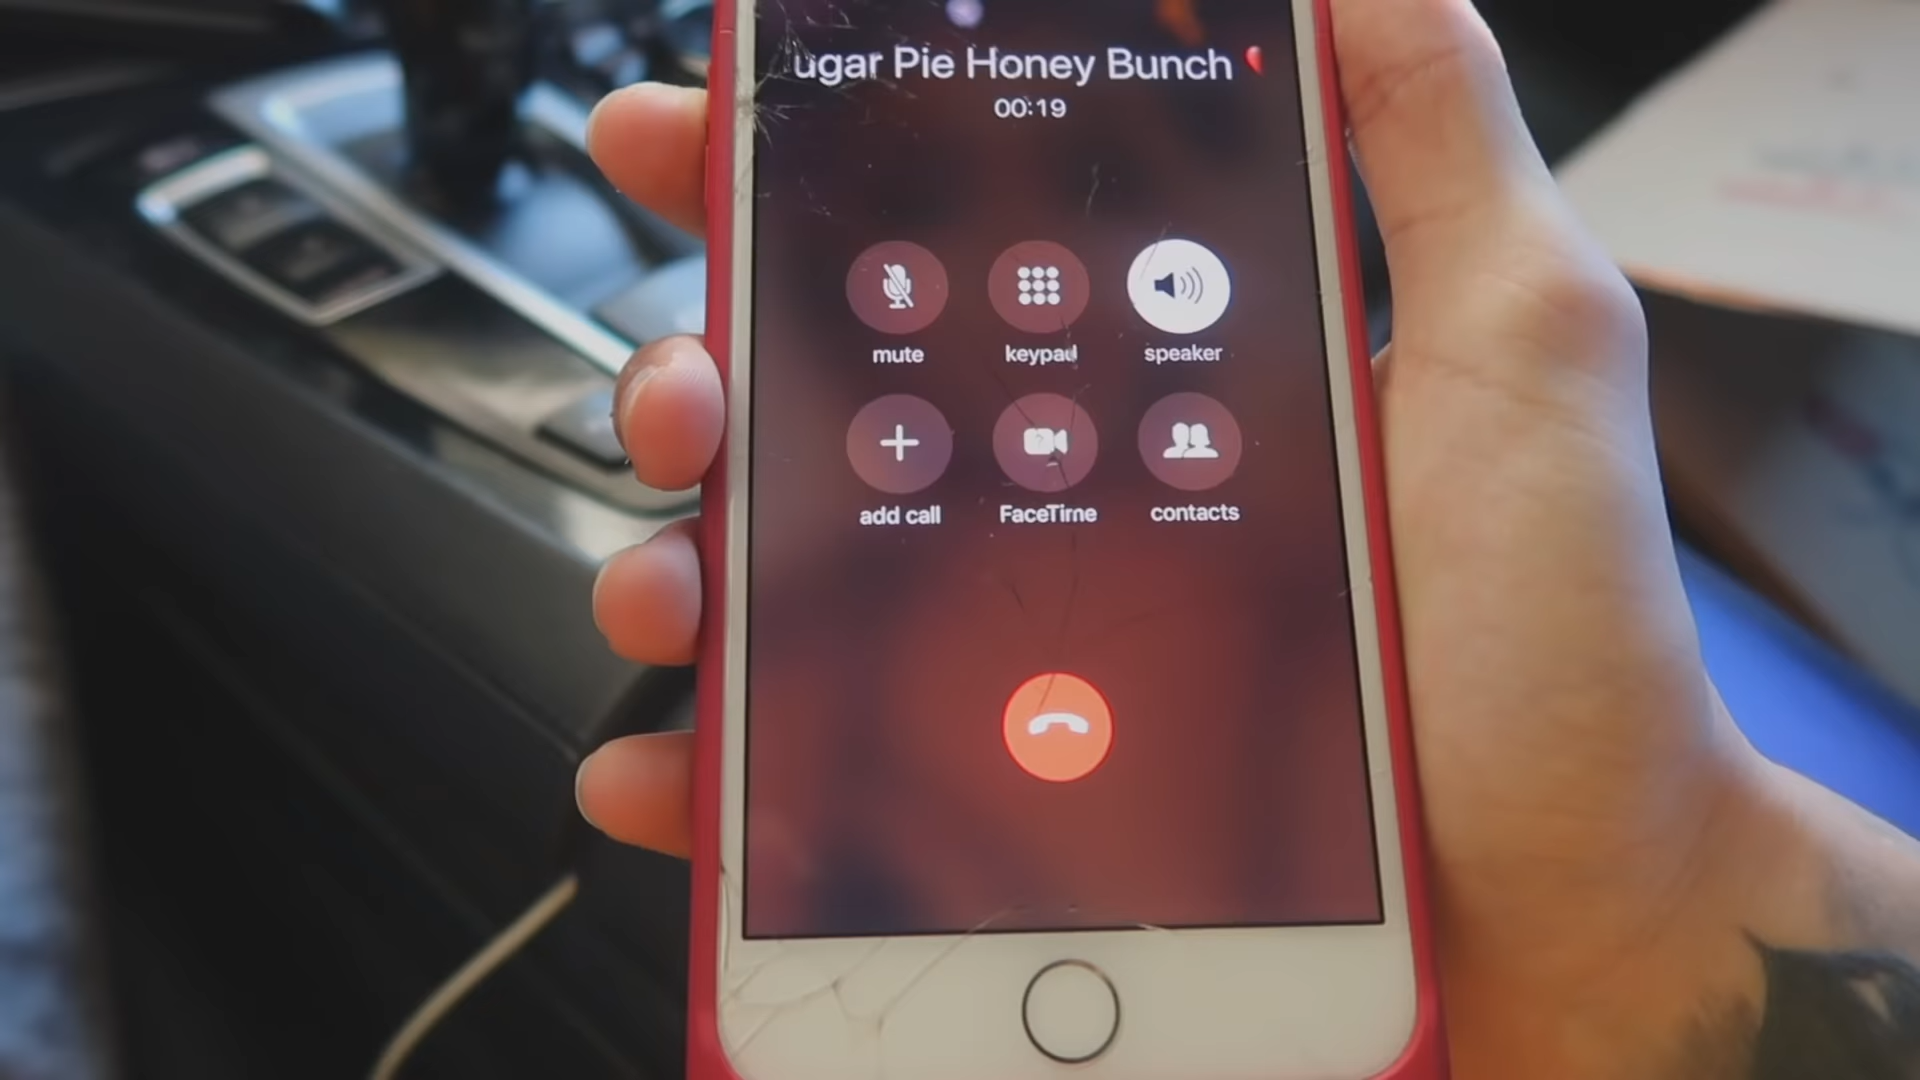 ugar Pie Honey Bunch
00:19
mute keypad speaker
add call FaceTime contacts